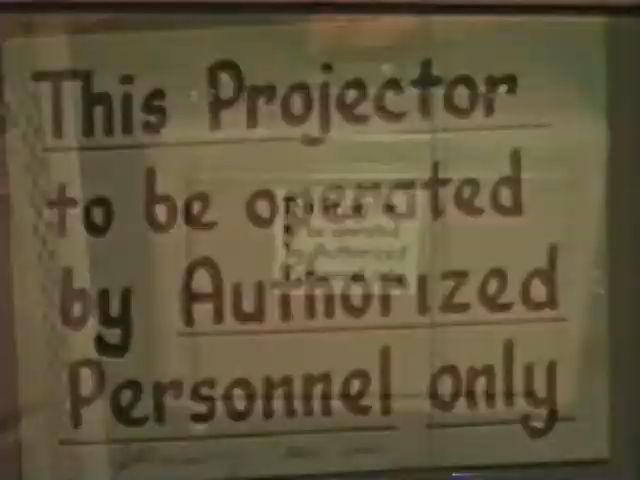 This Projector
to be operated
by Authorized
Personnel only